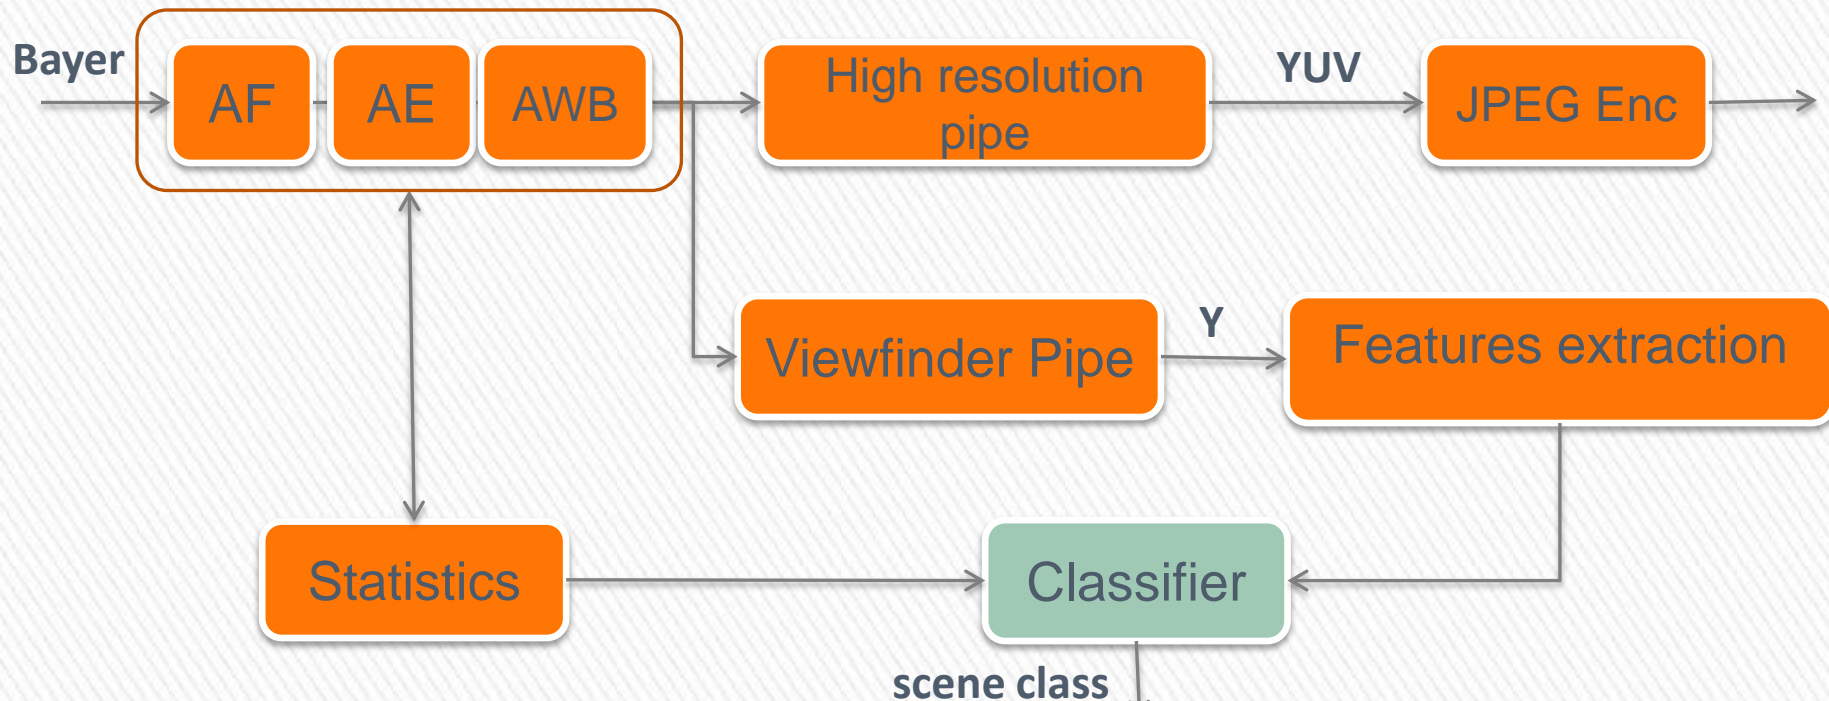 Bayer
AF
AE
AWB
High resolution
pipe
YUV
JPEG Enc
Viewfinder Pipe
Y
Features extraction
Statistics
Classifier
scene class